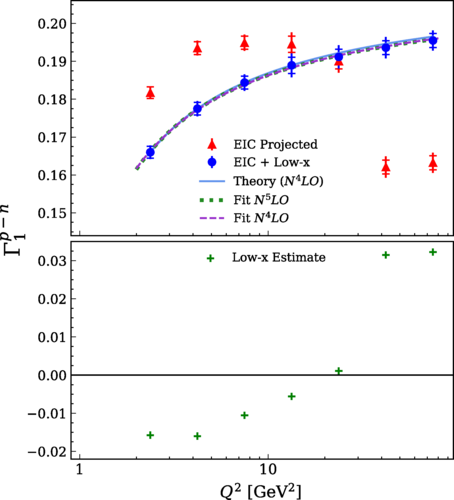 0.20
0.19
0.18
0.17
0.16
0.15
EIC Projected
EIC + Low-x
Theory (N⁴LO)
Fit N⁵LO
Fit N⁴LO
Γ₁ᵖ⁻ⁿ
0.03
0.02
0.01
0.00
−0.01
−0.02
Low-x Estimate
1
10
Q² [GeV²]